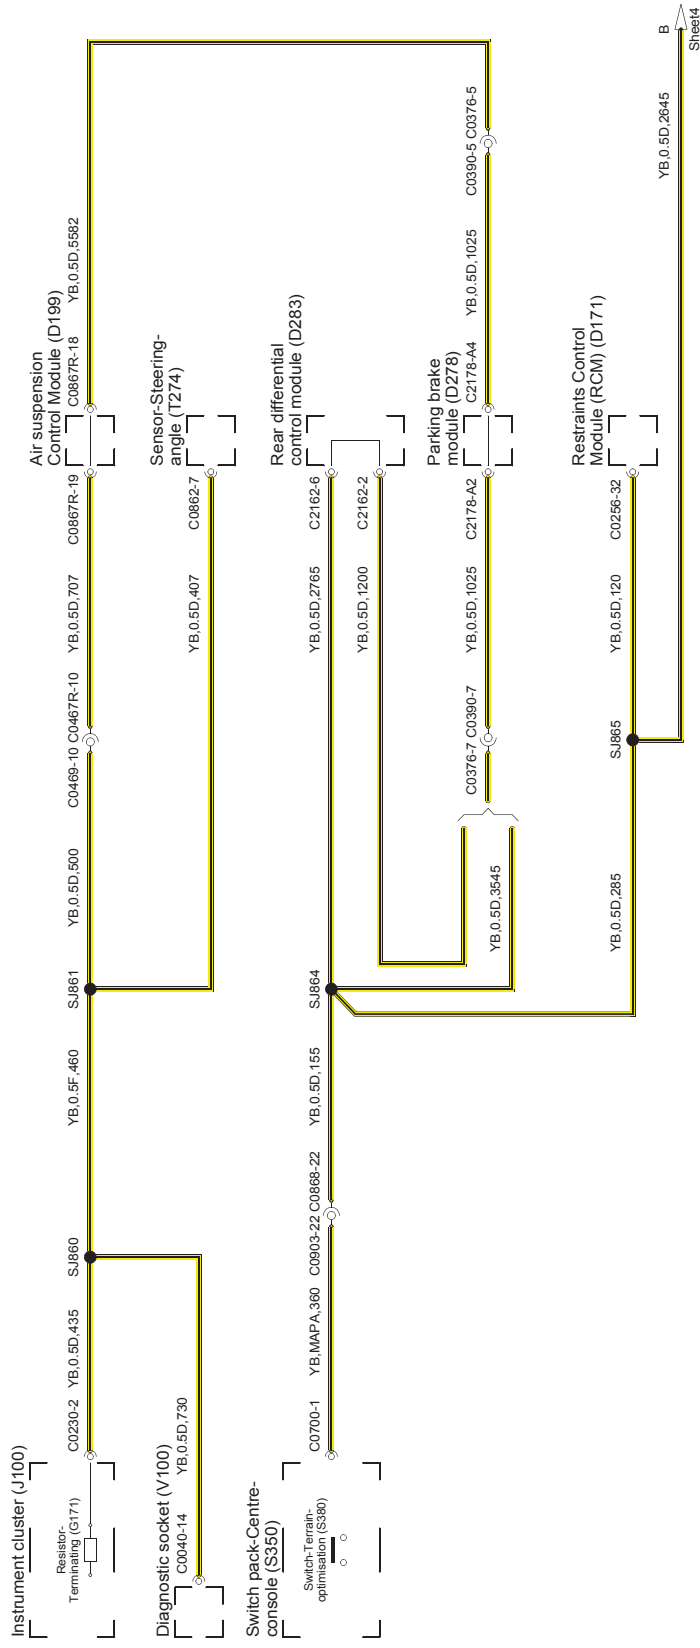 Instrument cluster (J100)
Resistor-
Terminating (G171)
C0230-2
YB,0.5D,435
SJ860
YB,0.5F,460
SJ861
YB,0.5D,500
C0469-10
C0467R-10
YB,0.5D,707
C0867R-19
Air suspension
Control Module (D199)
C0867R-18
YB,0.5D,5582
Diagnostic socket (V100)
C0040-14
YB,0.5D,730
YB,0.5D,407
C0862-7
Sensor-Steering-
angle (T274)
Switch pack-Centre-
console (S350)
Switch-Terrain-
optimisation (S380)
C0700-1
YB,MAPA,360
C0903-22
C0868-22
YB,0.5D,155
SJ864
YB,0.5D,2765
C2162-6
Rear differential
control module (D283)
YB,0.5D,1200
C2162-2
YB,0.5D,3545
C0376-7
C0390-7
YB,0.5D,1025
C2178-A2
Parking brake
module (D278)
C2178-A4
YB,0.5D,1025
C0390-5
C0376-5
YB,0.5D,285
SJ865
YB,0.5D,120
C0256-32
Restraints Control
Module (RCM) (D171)
YB,0.5D,2645
B
Sheet4